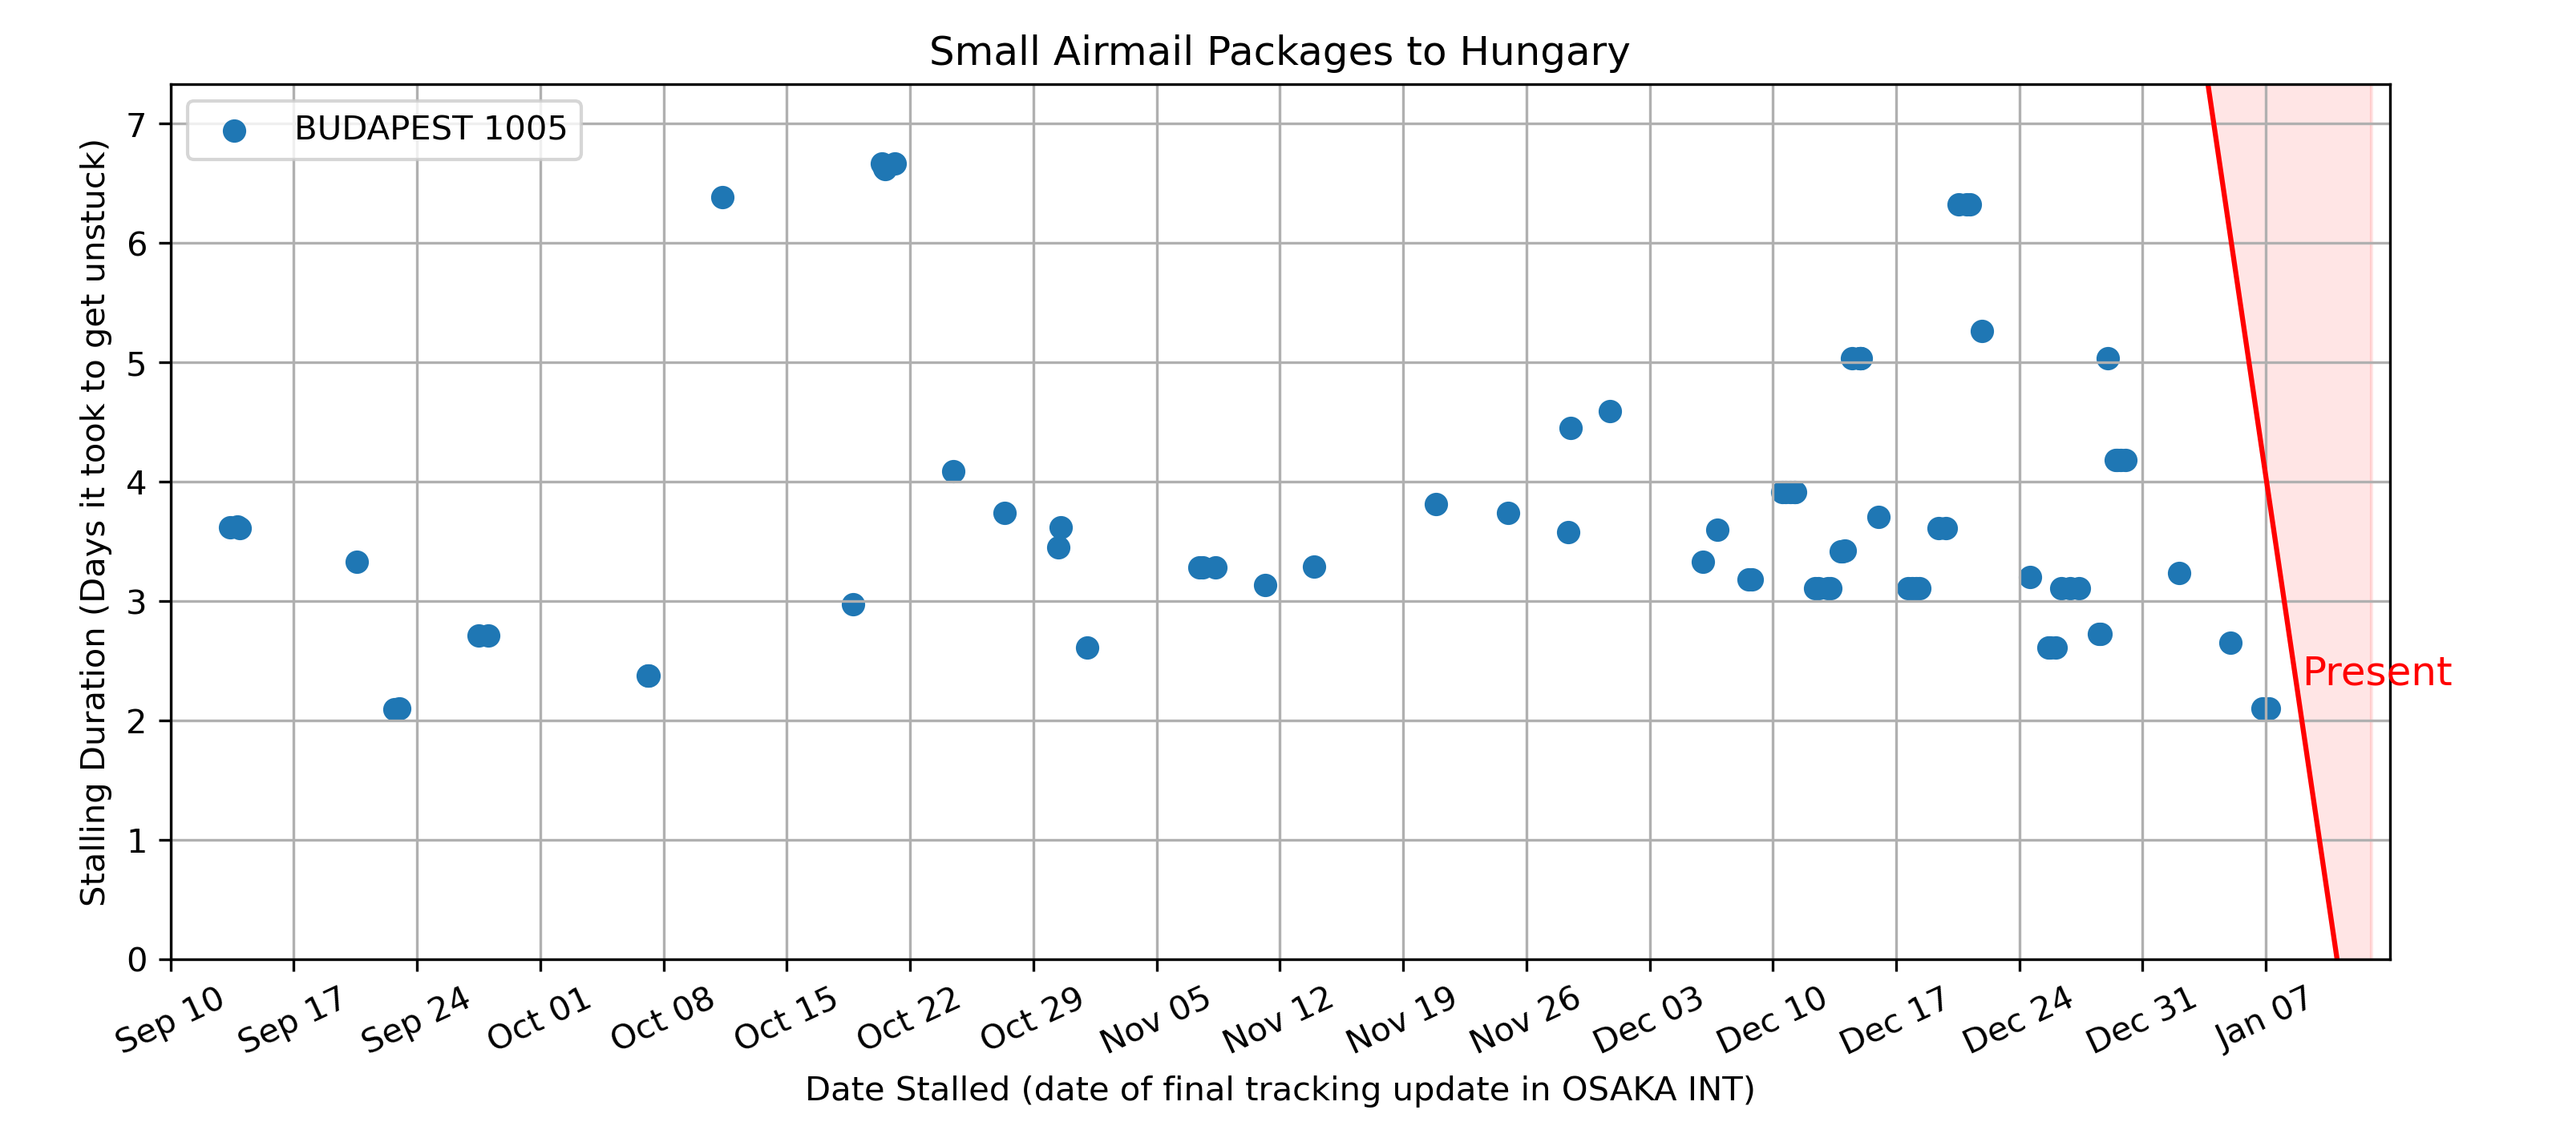 Small Airmail Packages to Hungary
BUDAPEST 1005
Stalling Duration (Days it took to get unstuck)
7
6
5
4
3
2
1
0
Present
Sep 10
Sep 17
Sep 24
Oct 01
Oct 08
Oct 15
Oct 22
Oct 29
Nov 05
Nov 12
Nov 19
Nov 26
Dec 03
Dec 10
Dec 17
Dec 24
Dec 31
Jan 07
Date Stalled (date of final tracking update in OSAKA INT)